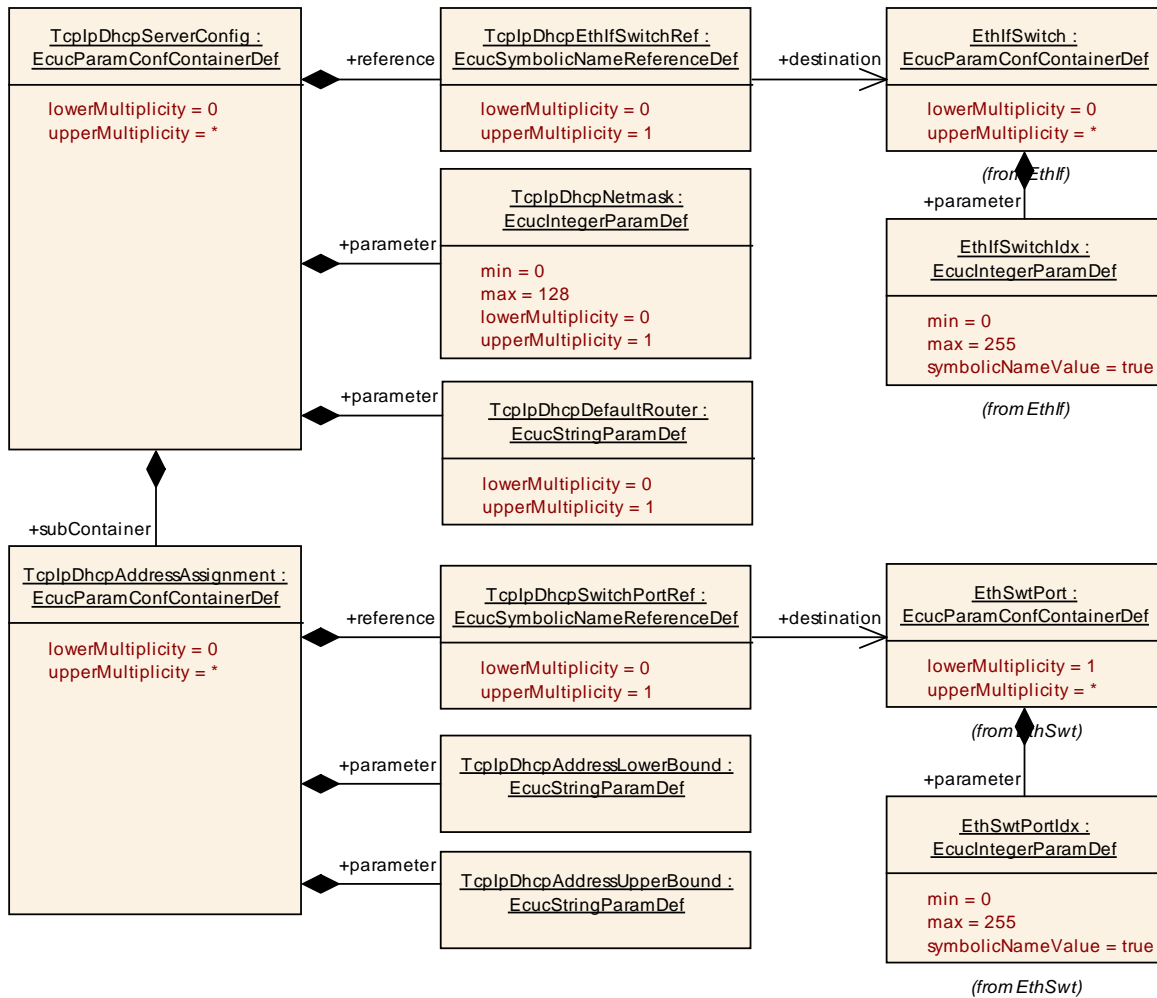 TcpIpDhcpServerConfig :
EcucParamConfContainerDef
lowerMultiplicity = 0
upperMultiplicity = *
+reference
TcpIpDhcpEthIfSwitchRef :
EcucSymbolicNameReferenceDef
lowerMultiplicity = 0
upperMultiplicity = 1
+destination
EthIfSwitch :
EcucParamConfContainerDef
lowerMultiplicity = 0
upperMultiplicity = *
(from EthIf)
+parameter
TcpIpDhcpNetmask :
EcucIntegerParamDef
min = 0
max = 128
lowerMultiplicity = 0
upperMultiplicity = 1
+parameter
EthIfSwitchIdx :
EcucIntegerParamDef
min = 0
max = 255
symbolicNameValue = true
(from EthIf)
+parameter
TcpIpDhcpDefaultRouter :
EcucStringParamDef
lowerMultiplicity = 0
upperMultiplicity = 1
+subContainer
TcpIpDhcpAddressAssignment :
EcucParamConfContainerDef
lowerMultiplicity = 0
upperMultiplicity = *
+reference
TcpIpDhcpSwitchPortRef :
EcucSymbolicNameReferenceDef
lowerMultiplicity = 0
upperMultiplicity = 1
+destination
EthSwtPort :
EcucParamConfContainerDef
lowerMultiplicity = 1
upperMultiplicity = *
(from EthSwt)
+parameter
TcpIpDhcpAddressLowerBound :
EcucStringParamDef
+parameter
EthSwtPortIdx :
EcucIntegerParamDef
min = 0
max = 255
symbolicNameValue = true
(from EthSwt)
+parameter
TcpIpDhcpAddressUpperBound :
EcucStringParamDef